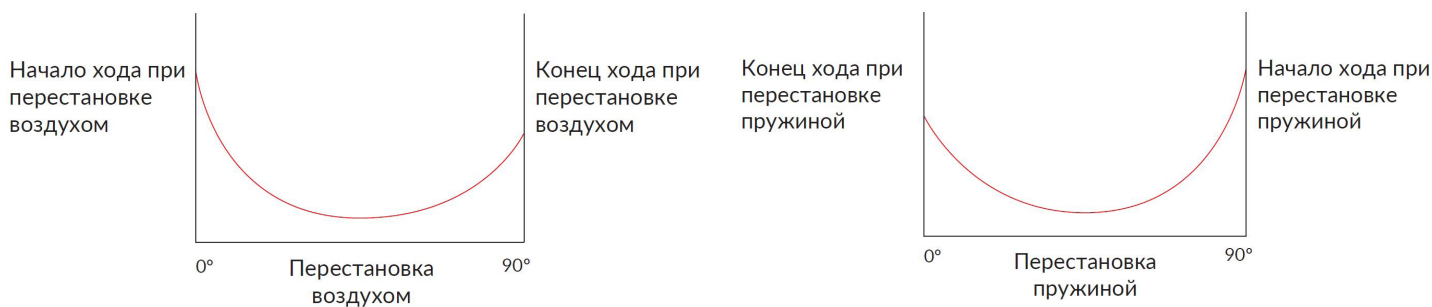 Начало хода при
перестановке
воздухом
Конец хода при
перестановке
воздухом
0°
Перестановка
воздухом
90°
Конец хода при
перестановке
пружиной
Начало хода при
перестановке
пружиной
0°
Перестановка
пружиной
90°